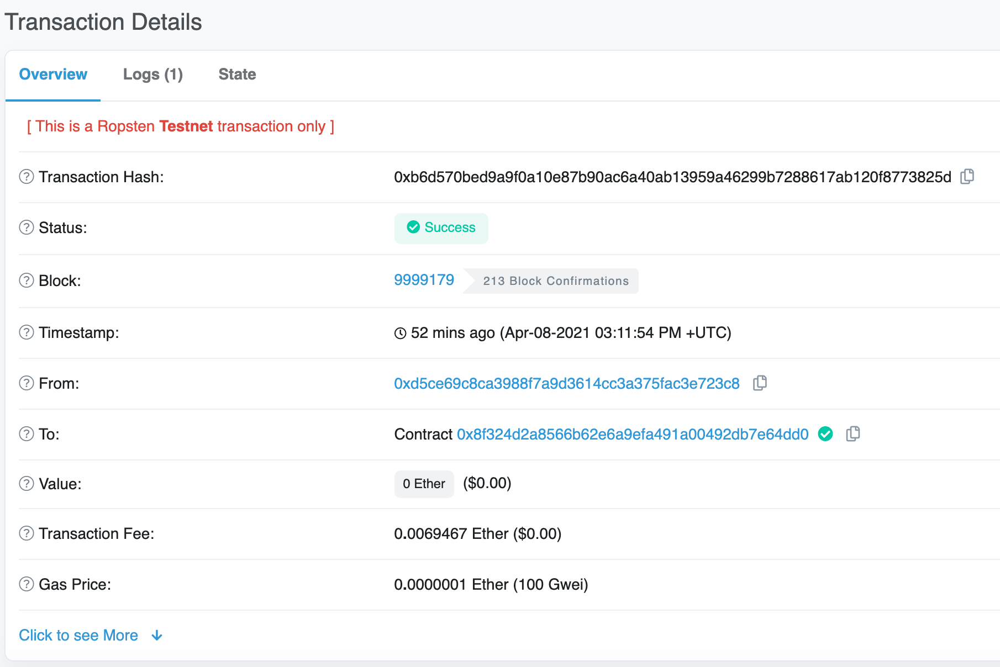 Transaction Details
Overview Logs (1) State
[ This is a Ropsten Testnet transaction only ]
Transaction Hash: 0xb6d570bed9a9f0a10e87b90ac6a40ab13959a46299b7288617ab120f8773825d
Status: Success
Block: 9999179 213 Block Confirmations
Timestamp: 52 mins ago (Apr-08-2021 03:11:54 PM +UTC)
From: 0xd5ce69c8ca3988f7a9d3614cc3a375fac3e723c8
To: Contract 0x8f324d2a8566b62e6a9efa491a00492db7e64dd0
Value: 0 Ether ($0.00)
Transaction Fee: 0.0069467 Ether ($0.00)
Gas Price: 0.0000001 Ether (100 Gwei)
Click to see More